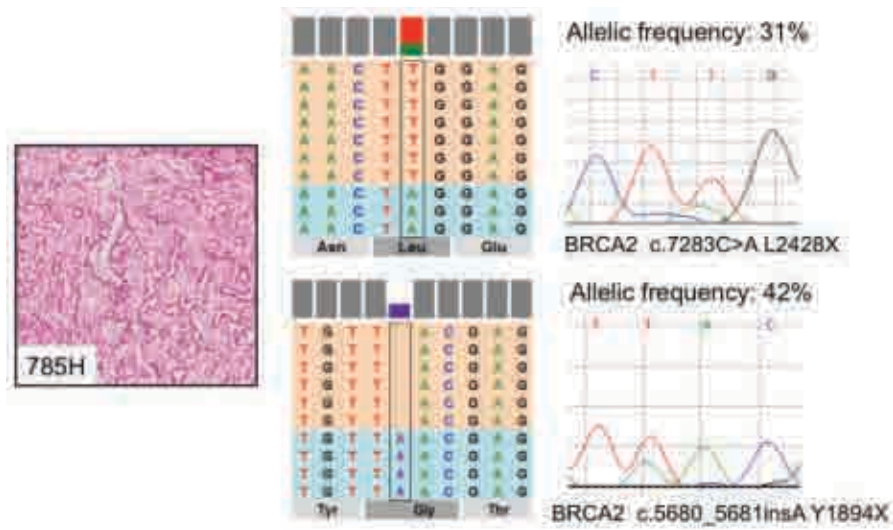 785H
A A C T T G G A G
A A C T T G G A G
A A C T T G G A G
A A C T T G G A G
A A C T T G G A G
A A C T T G G A G
A A C T T G G A G
A A C T A G G A G
A A C T A G G A G
A A C T A G G A G
Asn Leu Glu
Allelic frequency: 31%
BRCA2 c.7283C>A L2428X
T G T T A C G A G
T G T T A C G A G
T G T T A C G A G
T G T T A C G A G
T G T T A C G A G
T G T T A C G A G
T G T T A A C G A G
T G T T A A C G A G
T G T T A A C G A G
T G T T A A C G A G
Tyr Gly Thr
Allelic frequency: 42%
BRCA2 c.5680_5681insA Y1894X